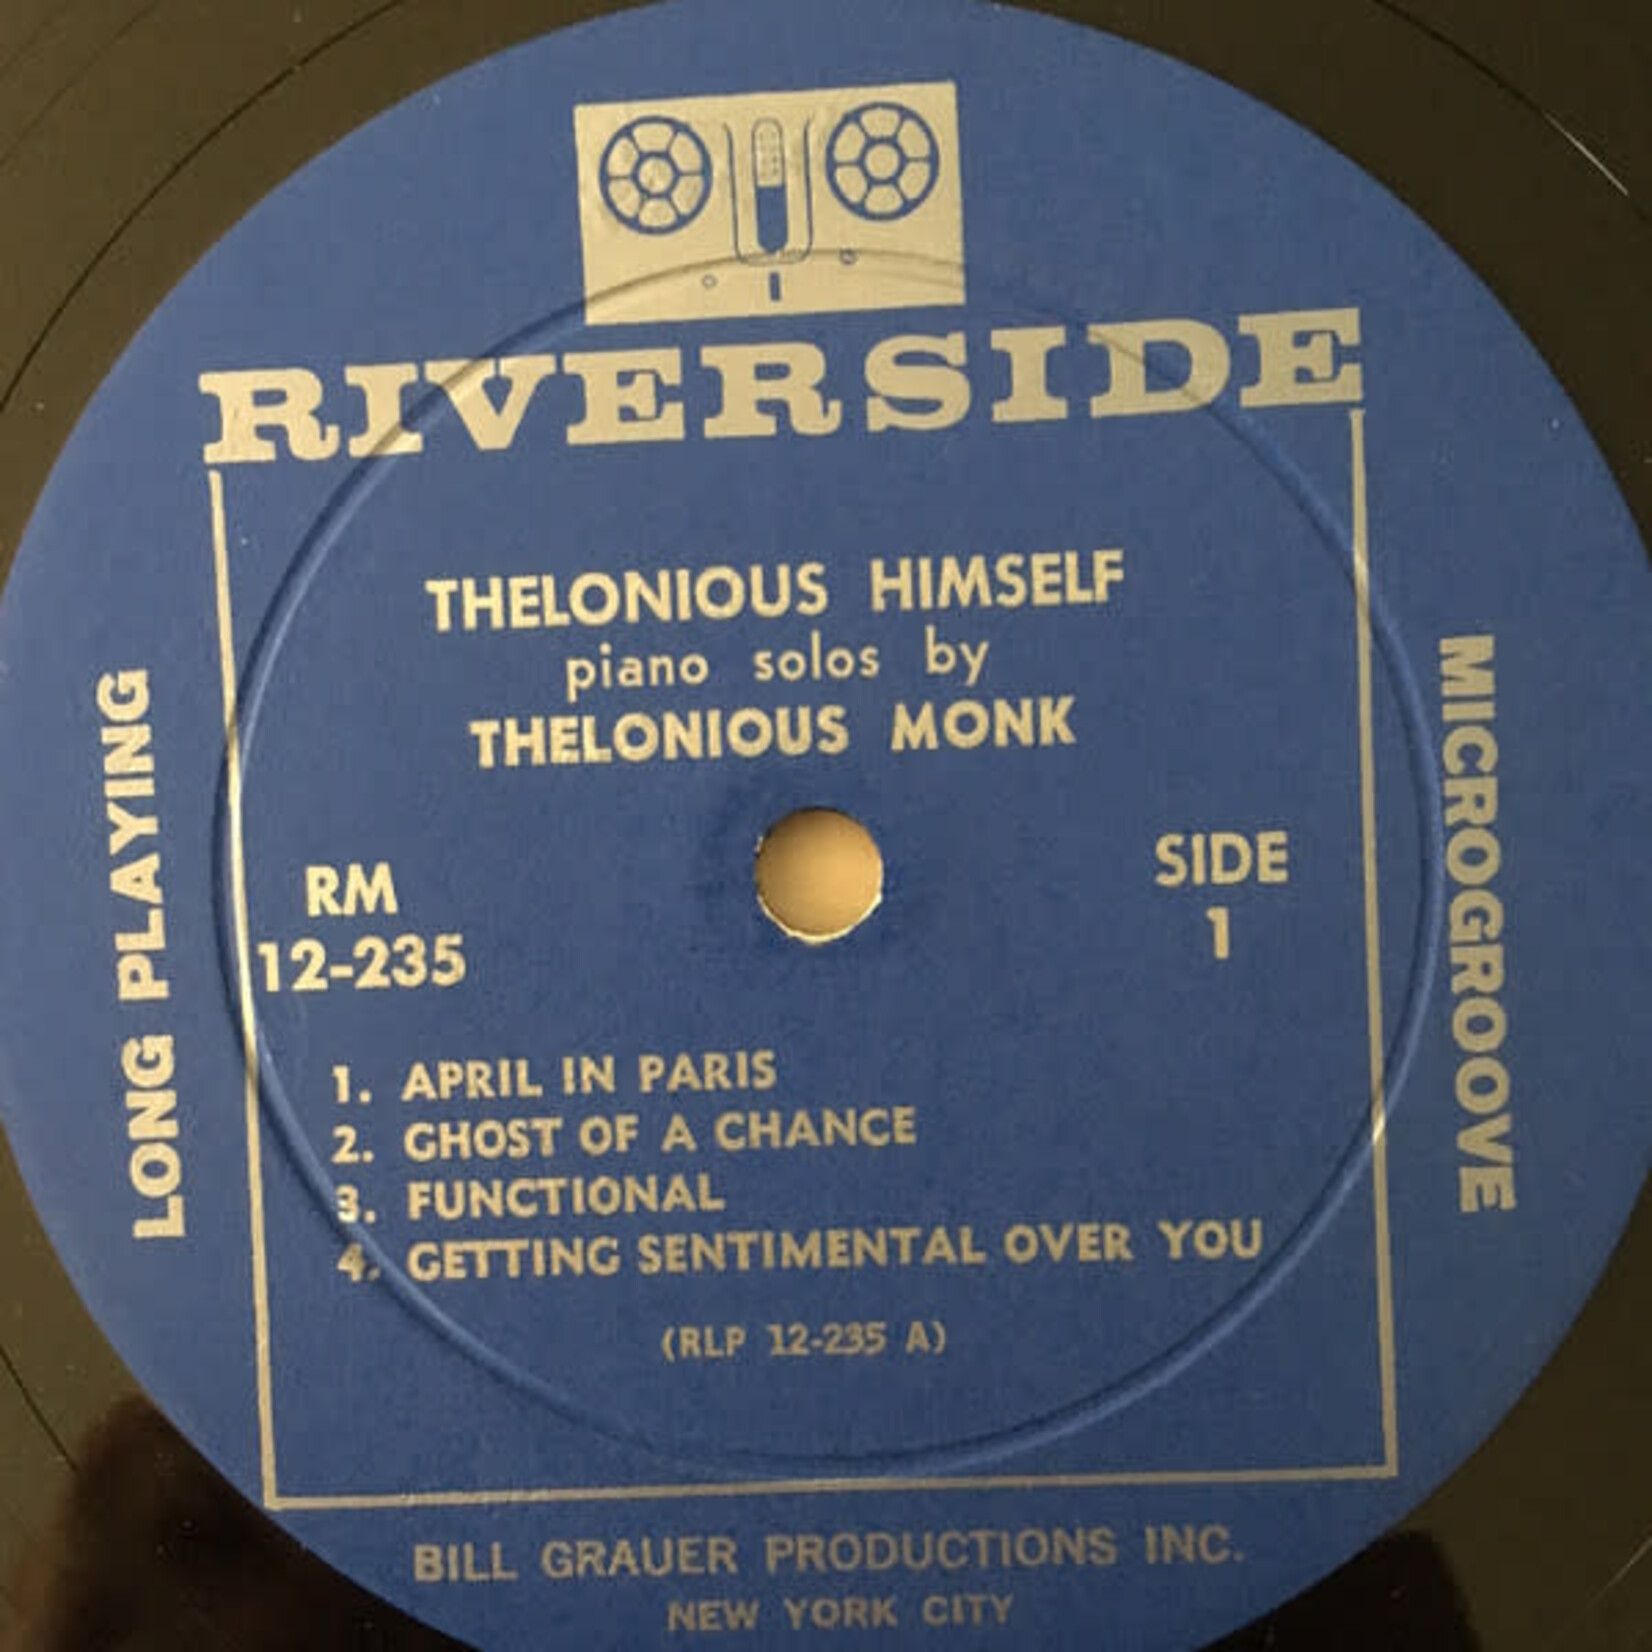 RIVERSIDE
THELONIOUS HIMSELF
piano solos by
THELONIOUS MONK
LONG PLAYING
MICROGROOVE
RM
12-235
SIDE
1
1. APRIL IN PARIS
2. GHOST OF A CHANCE
3. FUNCTIONAL
4. GETTING SENTIMENTAL OVER YOU
(RLP 12-235 A)
BILL GRAUER PRODUCTIONS INC.
NEW YORK CITY